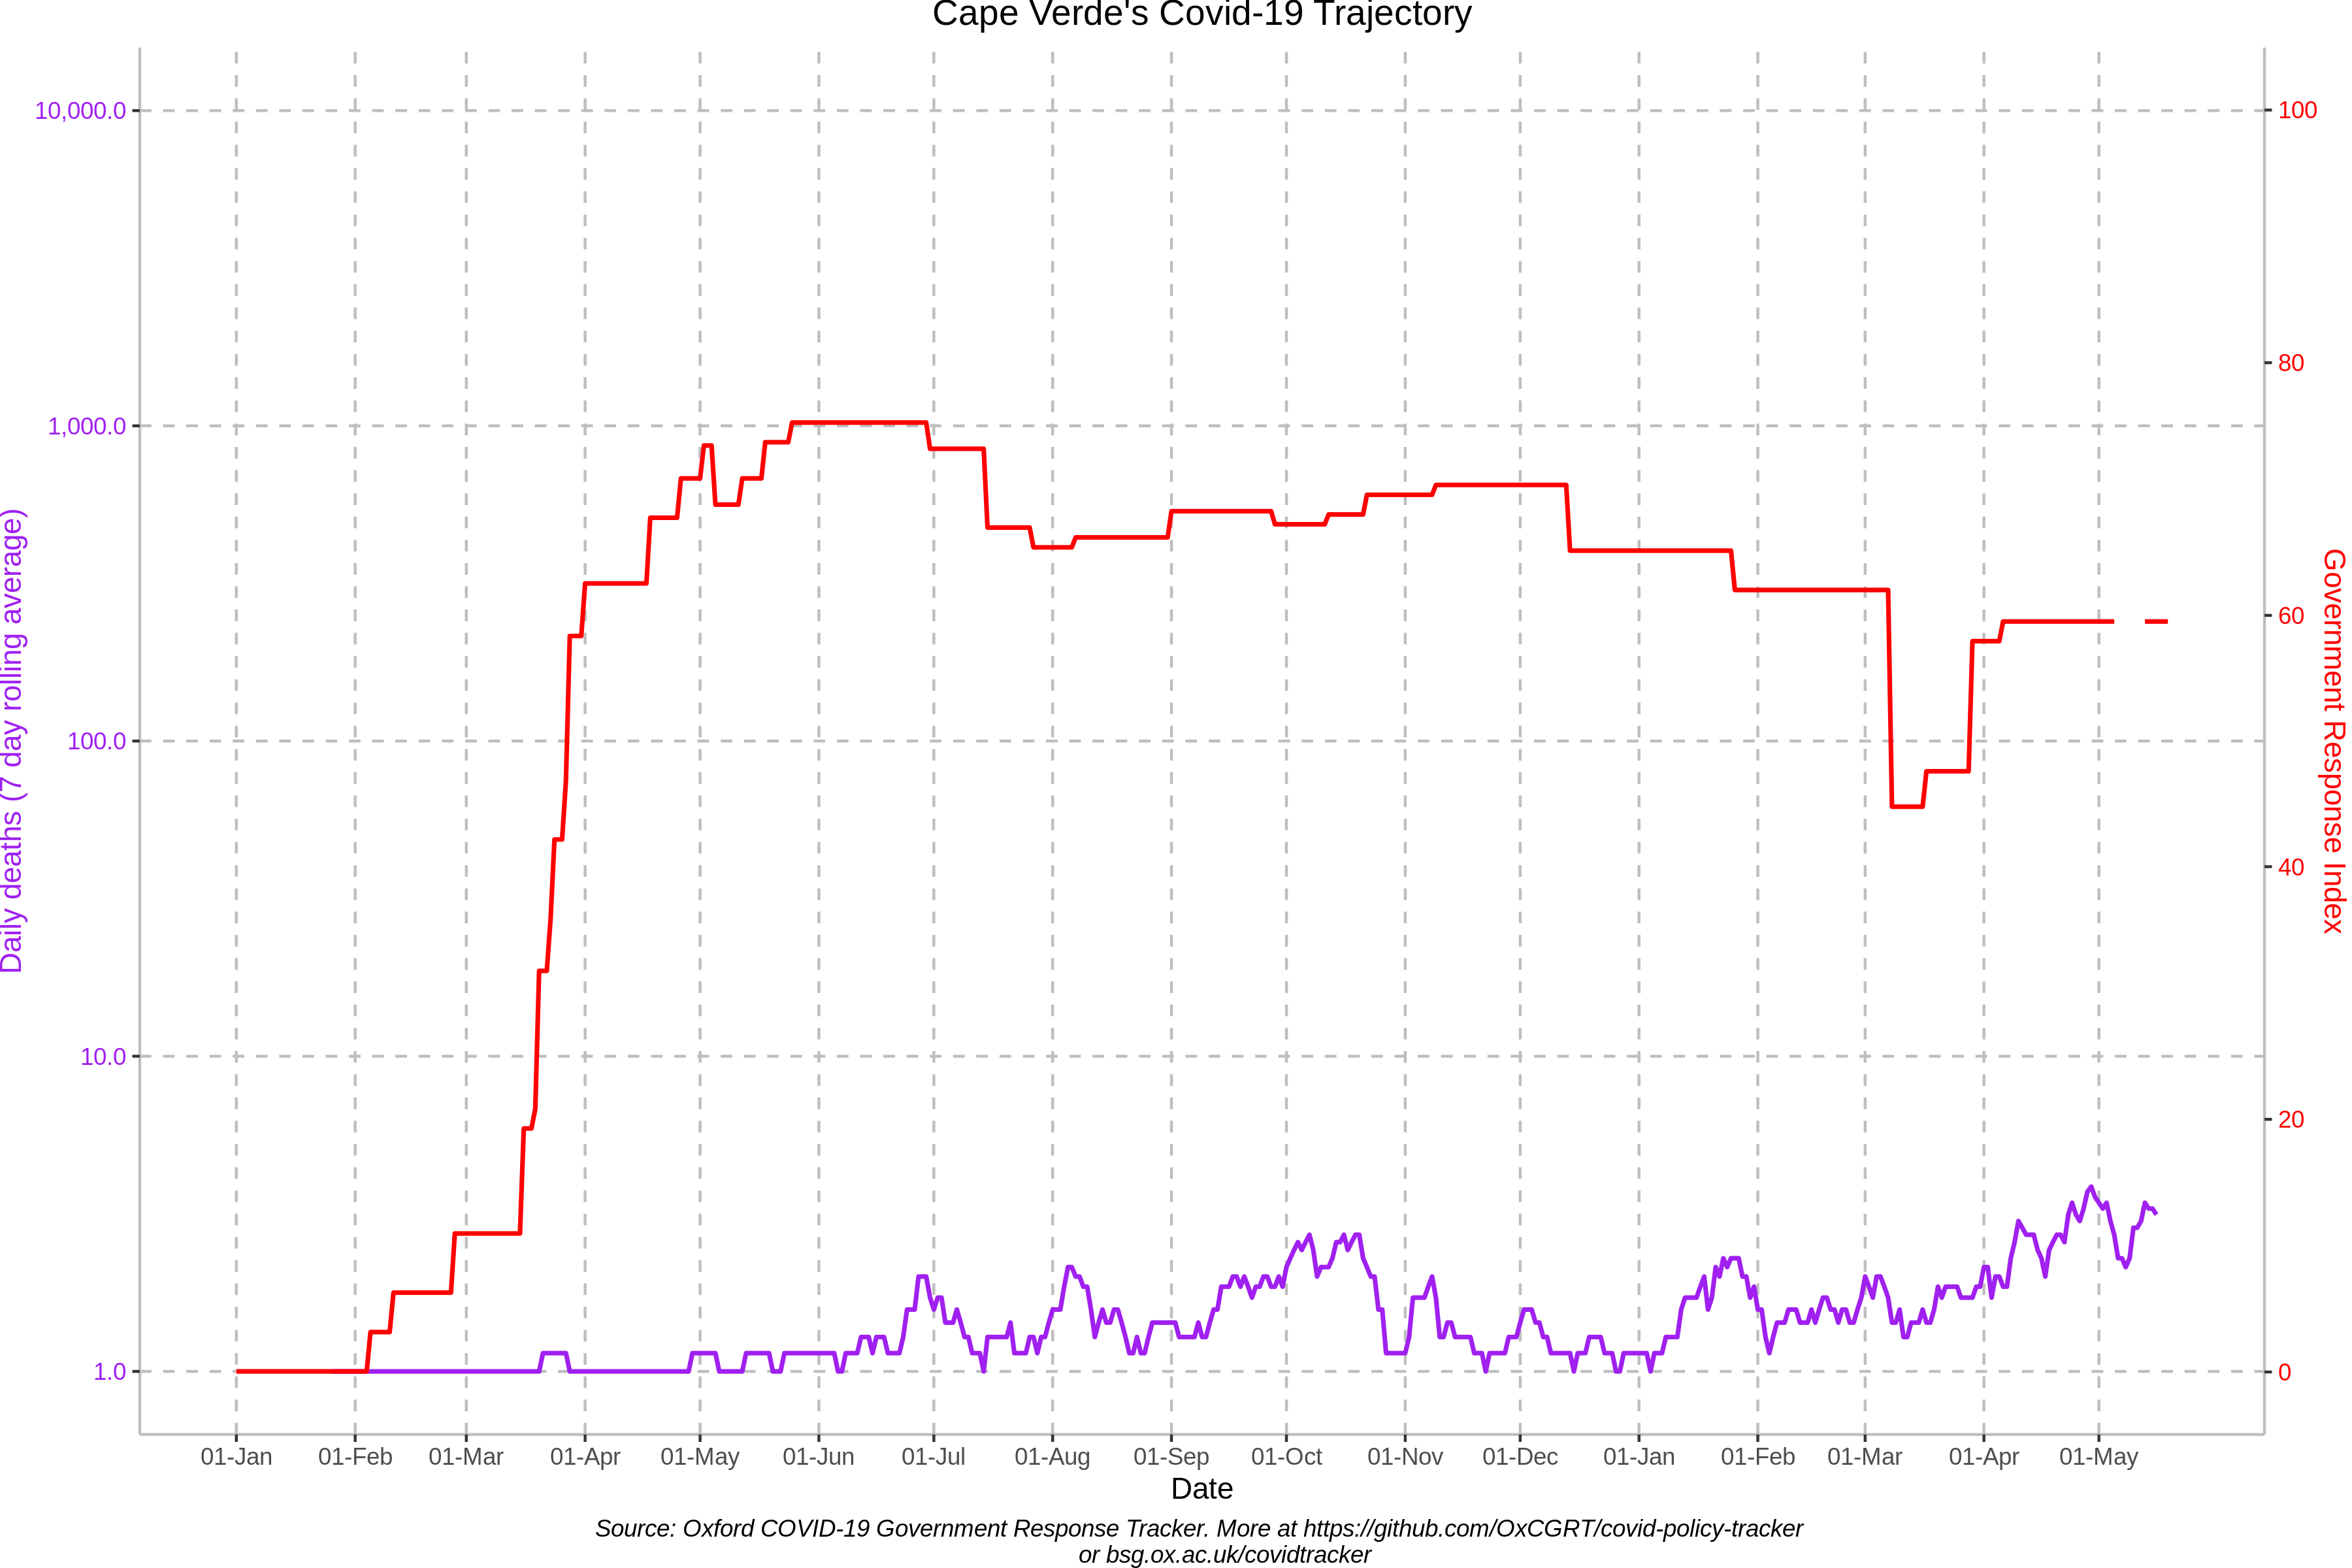 Cape Verde's Covid-19 Trajectory
10,000.0
1,000.0
100.0
10.0
1.0
Daily deaths (7 day rolling average)
100
80
60
40
20
0
Government Response Index
01-Jan 01-Feb 01-Mar 01-Apr 01-May 01-Jun 01-Jul 01-Aug 01-Sep 01-Oct 01-Nov 01-Dec 01-Jan 01-Feb 01-Mar 01-Apr 01-May
Date
Source: Oxford COVID-19 Government Response Tracker. More at https://github.com/OxCGRT/covid-policy-tracker
or bsg.ox.ac.uk/covidtracker